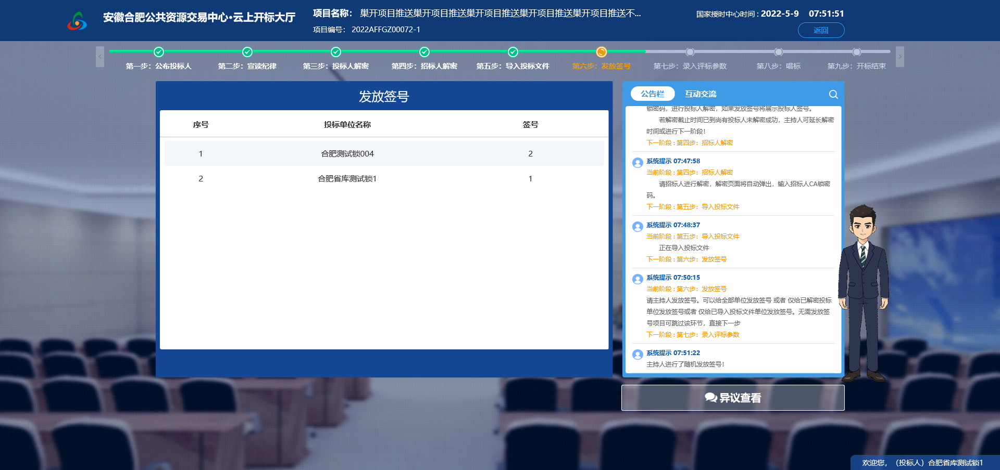 安徽合肥公共资源交易中心·云上开标大厅
项目名称： 巢开项目推送巢开项目推送巢开项目推送巢开项目推送巢开项目推送不...
项目编号： 2022AFFGZ00072-1
国家授时中心时间 : 2022-5-9 07:51:51
返回
第一步：公布投标人
第二步：宣读纪律
第三步：投标人解密
第四步：招标人解密
第五步：导入投标文件
第六步：发放签号
第七步：录入评标参数
第八步：唱标
第九步：开标结束
发放签号
序号 投标单位名称 签号
1 合肥测试锁004 2
2 合肥省库测试锁1 1
公告栏 互动交流
锁密码，进行投标人解密，如果发放签号将展示投标人签号。
若解密截止时间已到尚有投标人未解密成功，主持人可延长解密
时间或进行下一阶段！
下一阶段 : 第四步：招标人解密
系统提示 07:47:58
当前阶段 : 第四步：招标人解密
请招标人进行解密，解密页面将自动弹出，输入招标人CA锁密
码。
下一阶段 : 第五步：导入投标文件
系统提示 07:48:37
当前阶段 : 第五步：导入投标文件
正在导入投标文件
下一阶段 : 第六步：发放签号
系统提示 07:50:15
当前阶段 : 第六步：发放签号
请主持人发放签号。可以给全部单位发放签号 或者 仅给已解密投标
单位发放签号或者 仅给已导入投标文件单位发放签号。无需发放签
号项目可跳过该环节，直接下一步
下一阶段 : 第七步：录入评标参数
系统提示 07:51:22
主持人进行了随机发放签号！
异议查看
欢迎您，（投标人）合肥省库测试锁1